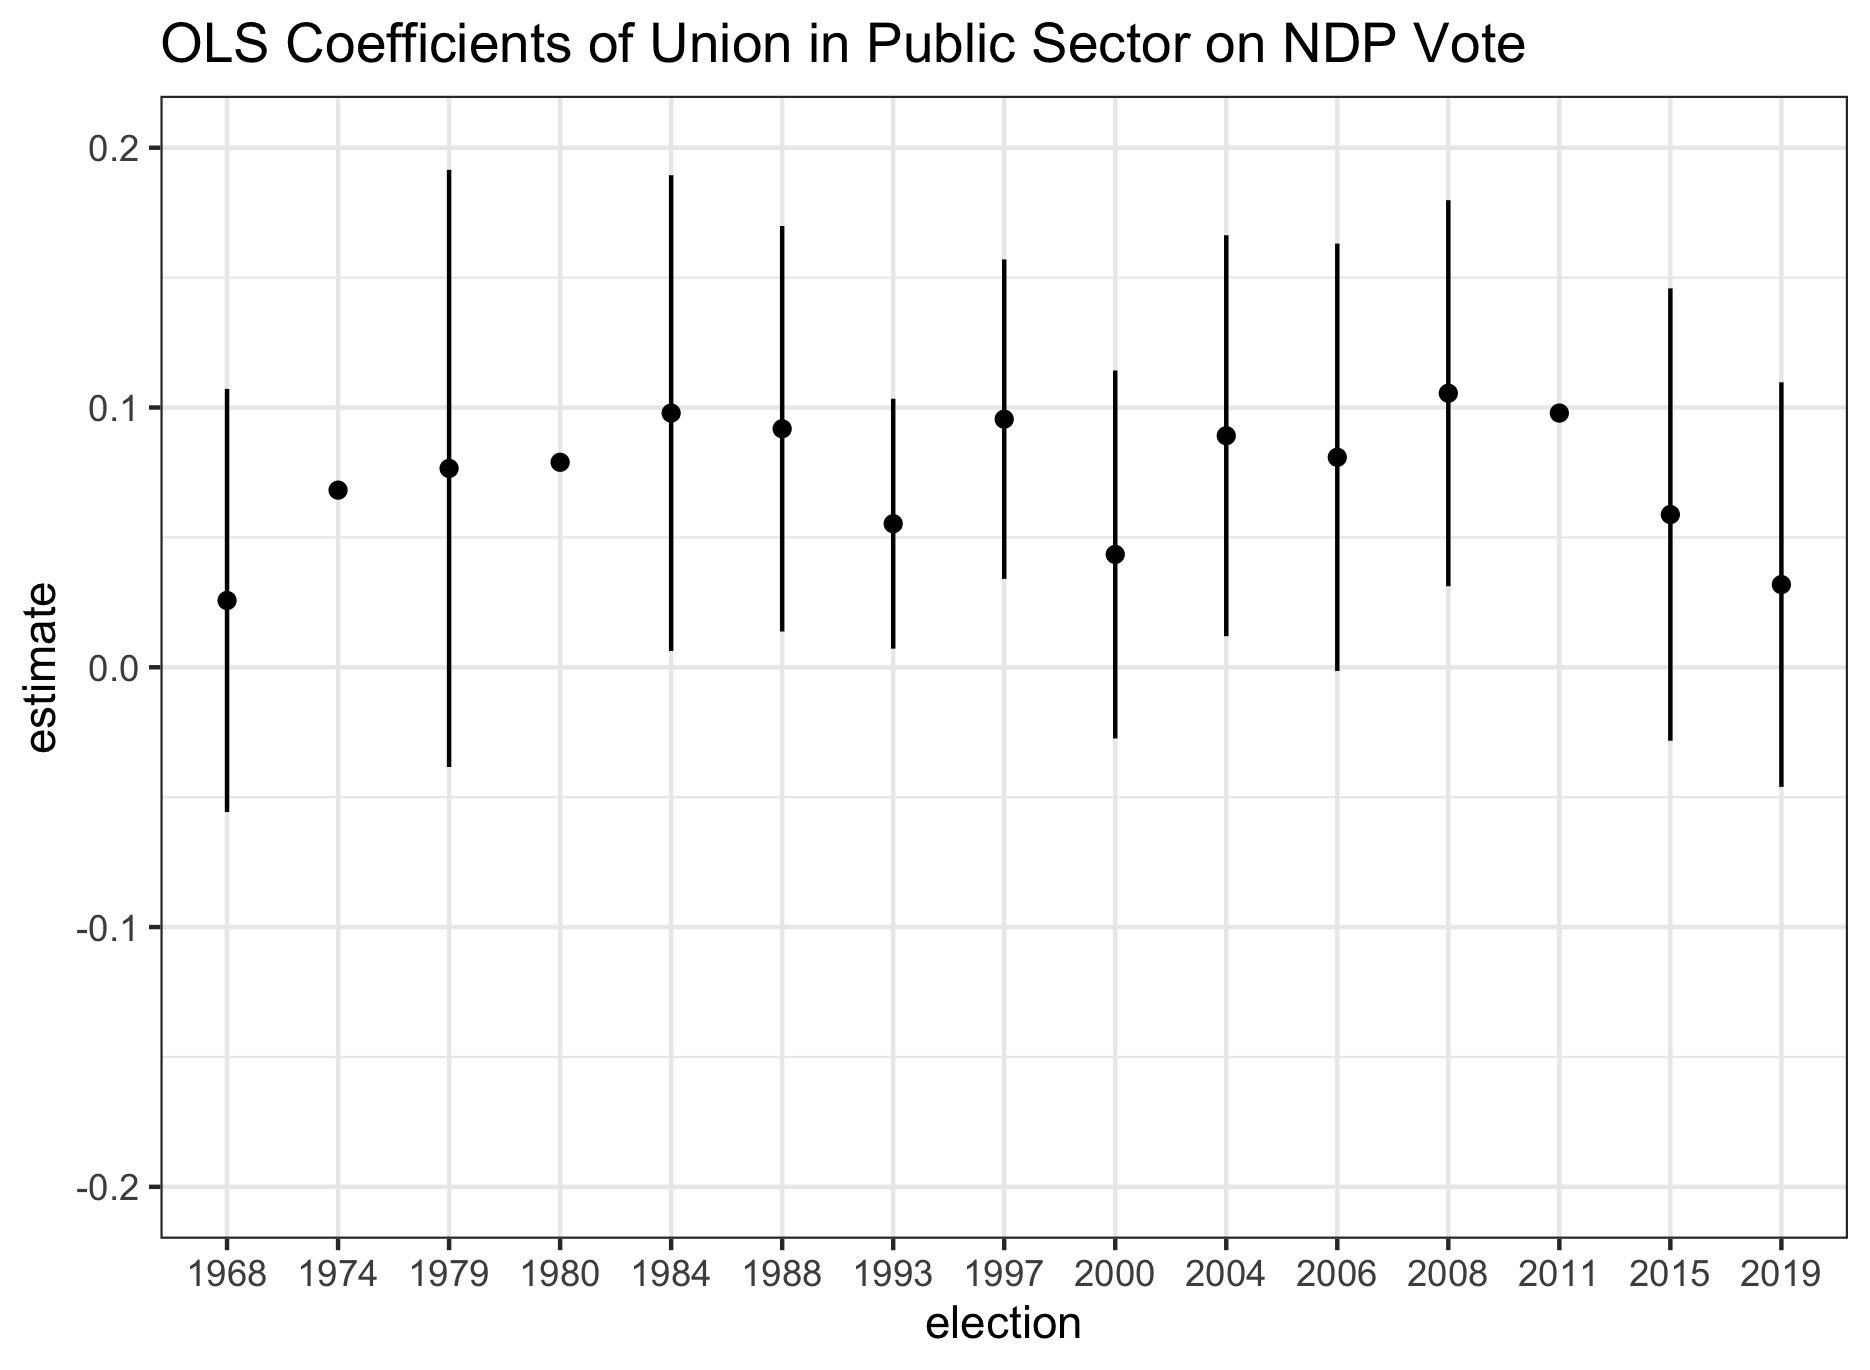 OLS Coefficients of Union in Public Sector on NDP Vote
estimate
0.2
0.1
0.0
-0.1
-0.2
1968 1974 1979 1980 1984 1988 1993 1997 2000 2004 2006 2008 2011 2015 2019
election